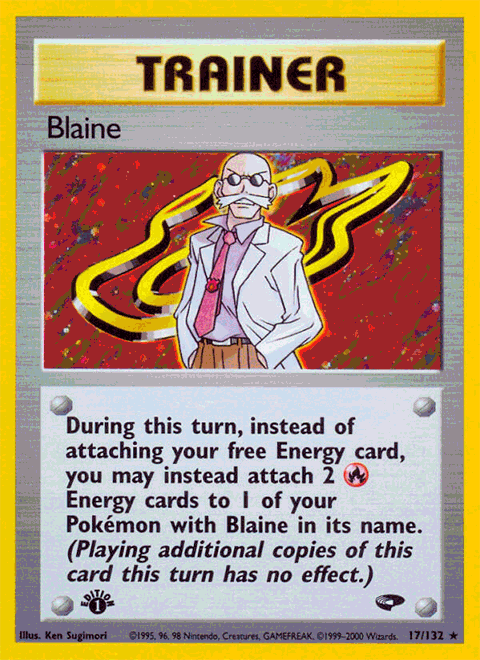 TRAINER
Blaine
During this turn, instead of
attaching your free Energy card,
you may instead attach 2
Energy cards to 1 of your
Pokémon with Blaine in its name.
(Playing additional copies of this
card this turn has no effect.)
EDITION
1
Illus. Ken Sugimori ©1995, 96, 98 Nintendo, Creatures, GAMEFREAK. ©1999-2000 Wizards. 17/132 ★